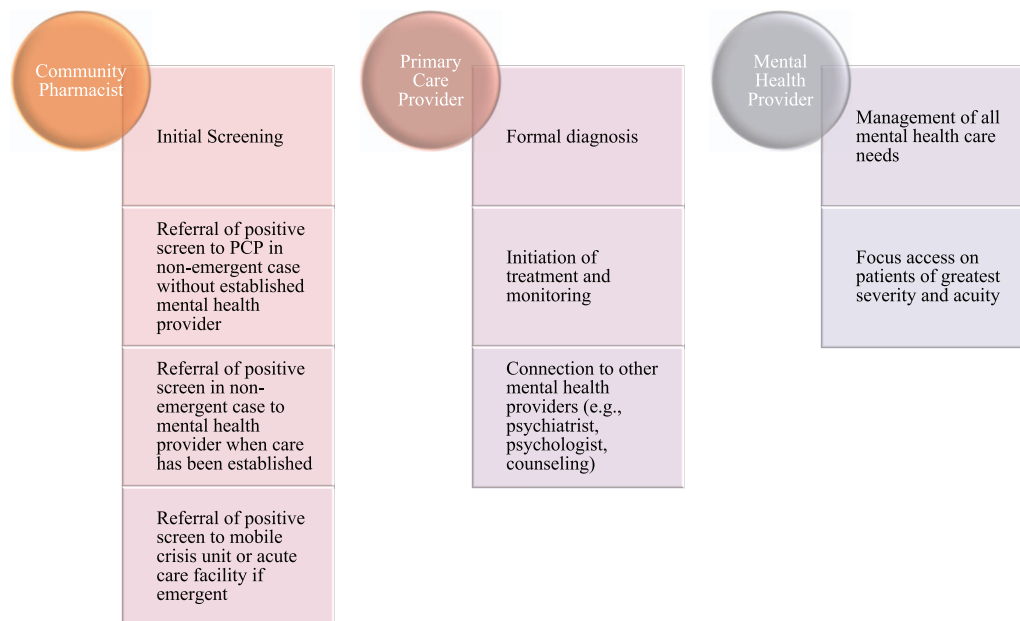 Community
Pharmacist
Initial Screening
Referral of positive
screen to PCP in
non-emergent case
without established
mental health
provider
Referral of positive
screen in non-
emergent case to
mental health
provider when care
has been established
Referral of positive
screen to mobile
crisis unit or acute
care facility if
emergent
Primary
Care
Provider
Formal diagnosis
Initiation of
treatment and
monitoring
Connection to other
mental health
providers (e.g.,
psychiatrist,
psychologist,
counseling)
Mental
Health
Provider
Management of all
mental health care
needs
Focus access on
patients of greatest
severity and acuity